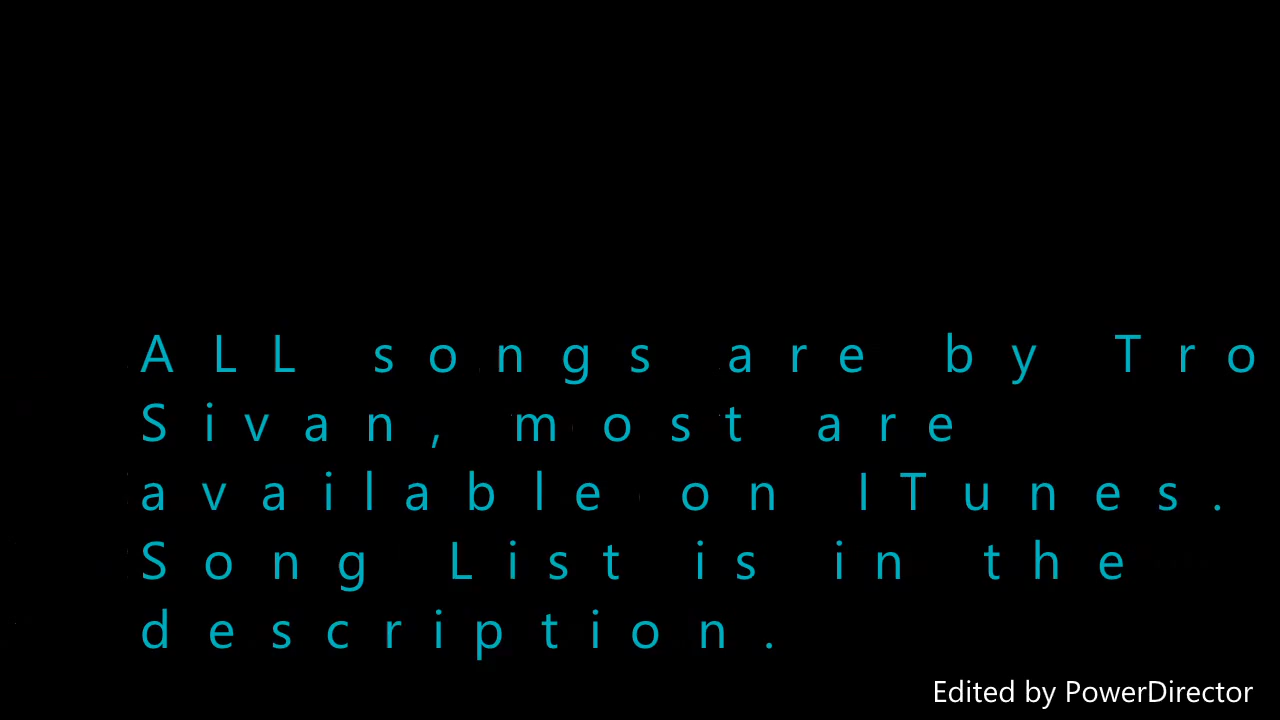 ALL songs are by Tro
Sivan, most are
available on ITunes.
Song List is in the
description.
Edited by PowerDirector